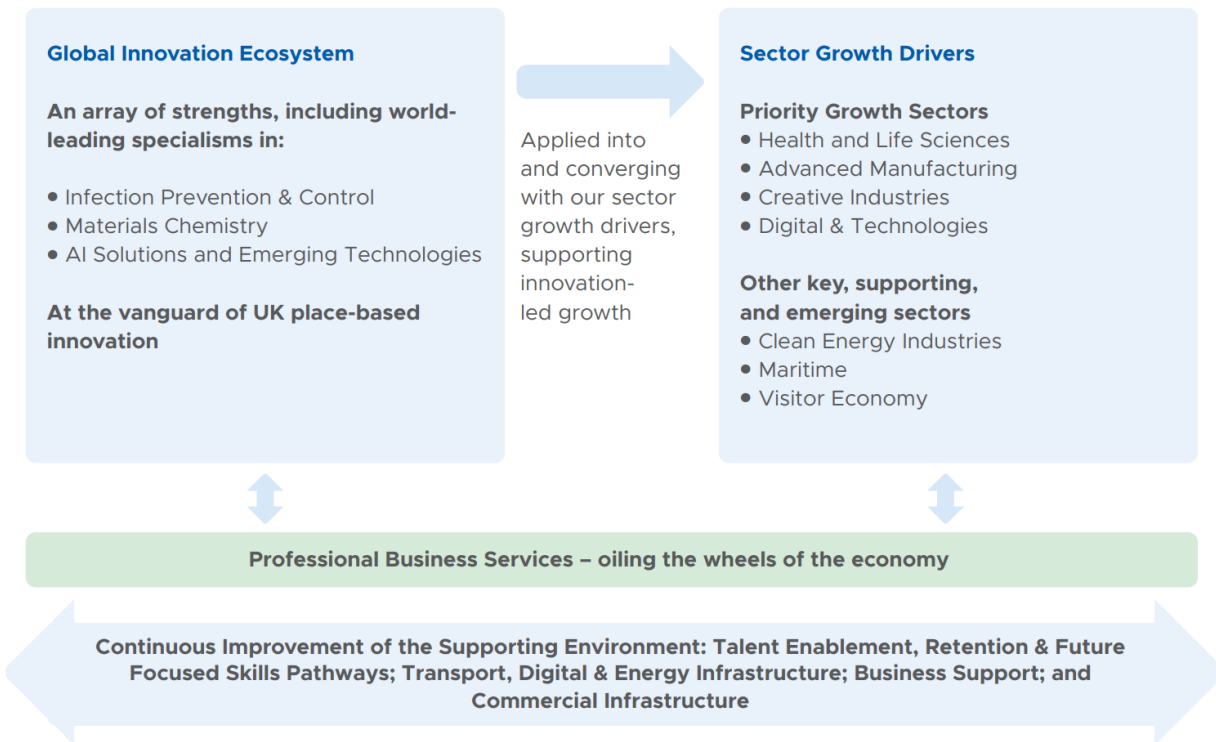 Global Innovation Ecosystem
An array of strengths, including world-
leading specialisms in:
• Infection Prevention & Control
• Materials Chemistry
• AI Solutions and Emerging Technologies
At the vanguard of UK place-based
innovation
Applied into
and converging
with our sector
growth drivers,
supporting
innovation-
led growth
Sector Growth Drivers
Priority Growth Sectors
• Health and Life Sciences
• Advanced Manufacturing
• Creative Industries
• Digital & Technologies
Other key, supporting,
and emerging sectors
• Clean Energy Industries
• Maritime
• Visitor Economy
Professional Business Services – oiling the wheels of the economy
Continuous Improvement of the Supporting Environment: Talent Enablement, Retention & Future
Focused Skills Pathways; Transport, Digital & Energy Infrastructure; Business Support; and
Commercial Infrastructure